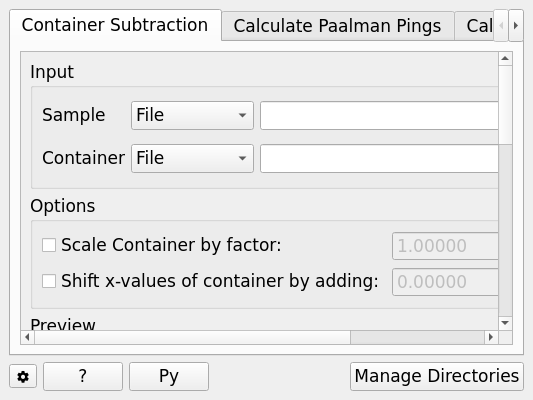 Container Subtraction Calculate Paalman Pings Cal
Input
Sample File
Container File
Options
Scale Container by factor: 1.00000
Shift x-values of container by adding: 0.00000
Preview
? Py Manage Directories